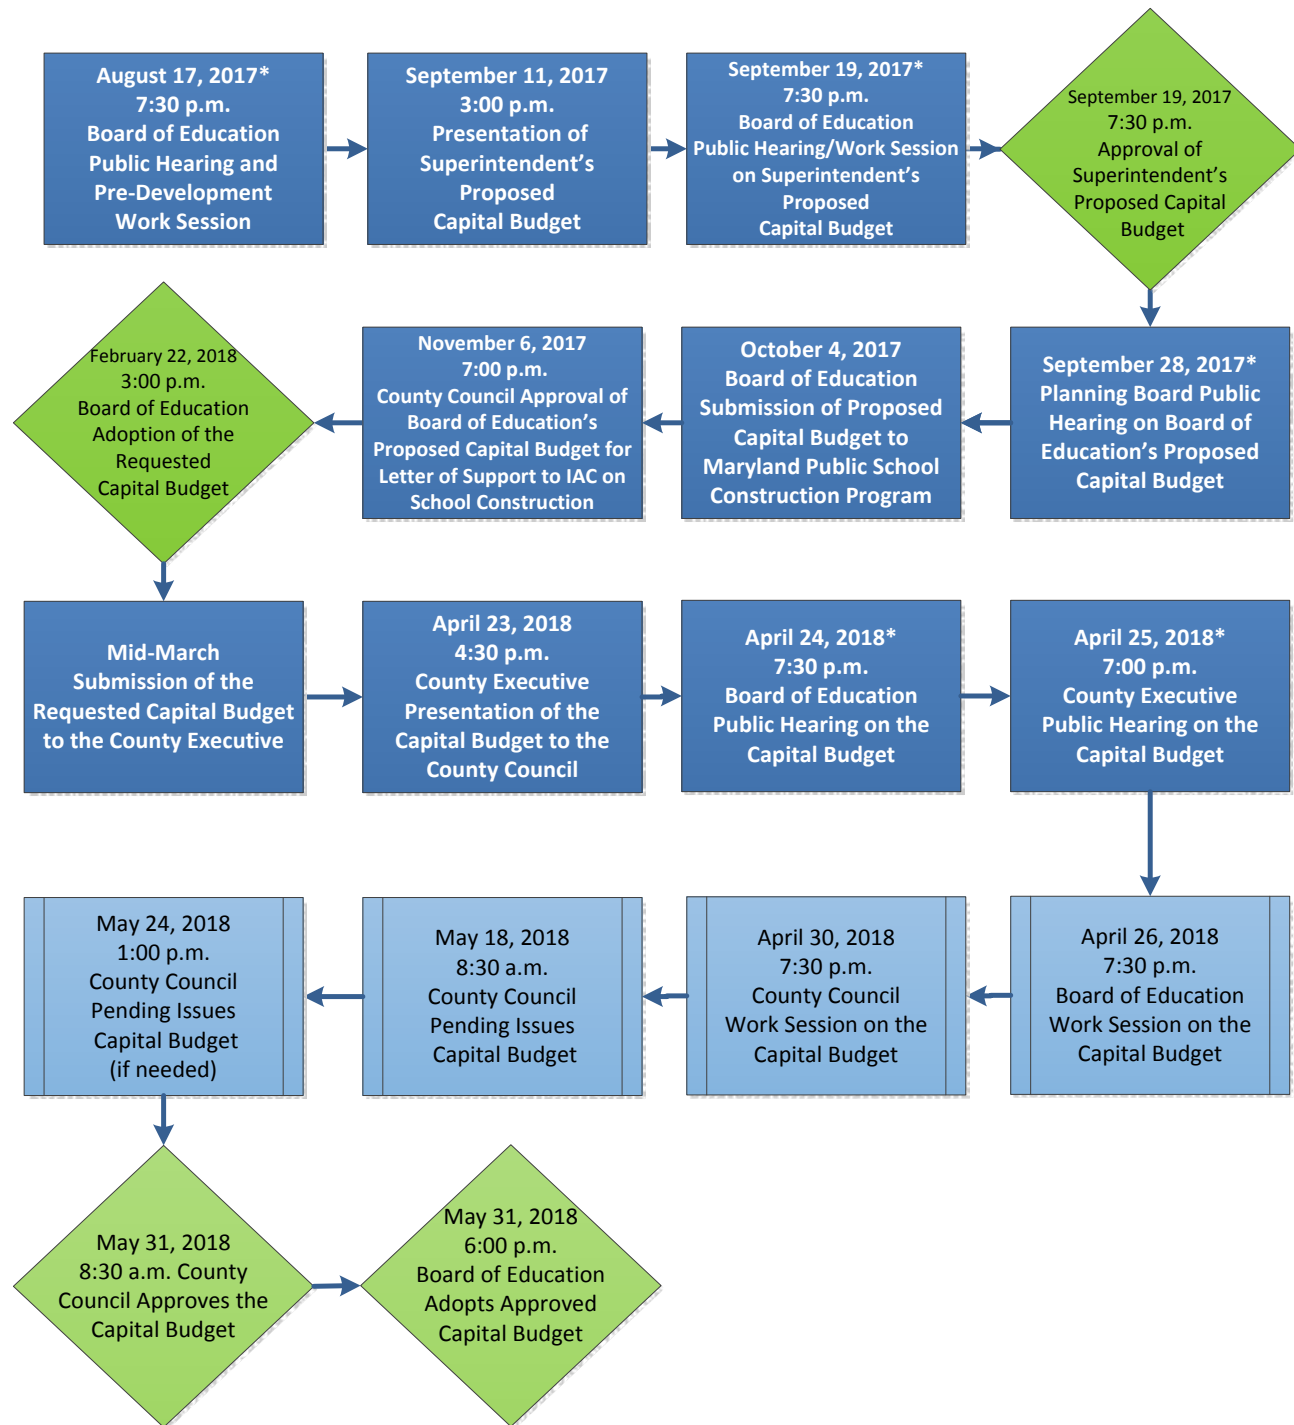 August 17, 2017*
7:30 p.m.
Board of Education
Public Hearing and
Pre-Development
Work Session
September 11, 2017
3:00 p.m.
Presentation of
Superintendent’s
Proposed
Capital Budget
September 19, 2017*
7:30 p.m.
Board of Education
Public Hearing/Work Session
on Superintendent’s
Proposed
Capital Budget
September 19, 2017
7:30 p.m.
Approval of
Superintendent’s
Proposed Capital
Budget
September 28, 2017*
Planning Board Public
Hearing on Board of
Education’s Proposed
Capital Budget
October 4, 2017
Board of Education
Submission of Proposed
Capital Budget to
Maryland Public School
Construction Program
November 6, 2017
7:00 p.m.
County Council Approval of
Board of Education’s
Proposed Capital Budget for
Letter of Support to IAC on
School Construction
February 22, 2018
3:00 p.m.
Board of Education
Adoption of the
Requested
Capital Budget
Mid-March
Submission of the
Requested Capital Budget
to the County Executive
April 23, 2018
4:30 p.m.
County Executive
Presentation of the
Capital Budget to the
County Council
April 24, 2018*
7:30 p.m.
Board of Education
Public Hearing on the
Capital Budget
April 25, 2018*
7:00 p.m.
County Executive
Public Hearing on the
Capital Budget
April 26, 2018
7:30 p.m.
Board of Education
Work Session on the
Capital Budget
April 30, 2018
7:30 p.m.
County Council
Work Session on the
Capital Budget
May 18, 2018
8:30 a.m.
County Council
Pending Issues
Capital Budget
May 24, 2018
1:00 p.m.
County Council
Pending Issues
Capital Budget
(if needed)
May 31, 2018
8:30 a.m. County
Council Approves the
Capital Budget
May 31, 2018
6:00 p.m.
Board of Education
Adopts Approved
Capital Budget